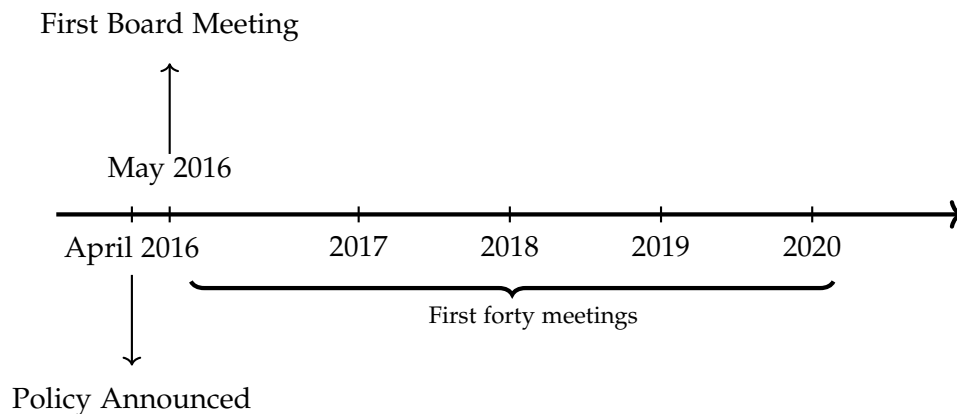 First Board Meeting
May 2016
April 2016 2017 2018 2019 2020
First forty meetings
Policy Announced